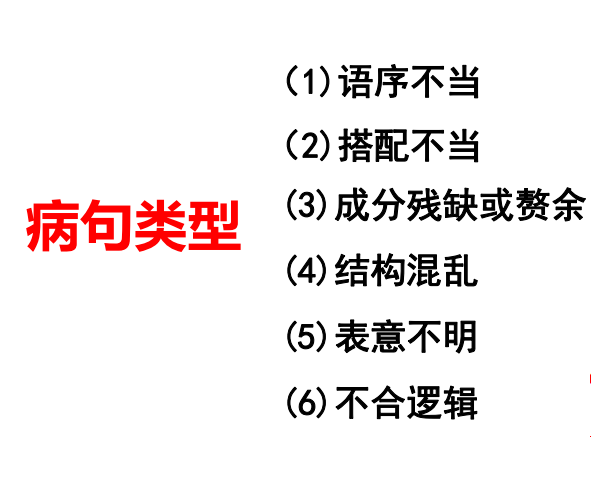 (1)语序不当
(2)搭配不当
(3)成分残缺或赘余
病句类型
(4)结构混乱
(5)表意不明
(6)不合逻辑